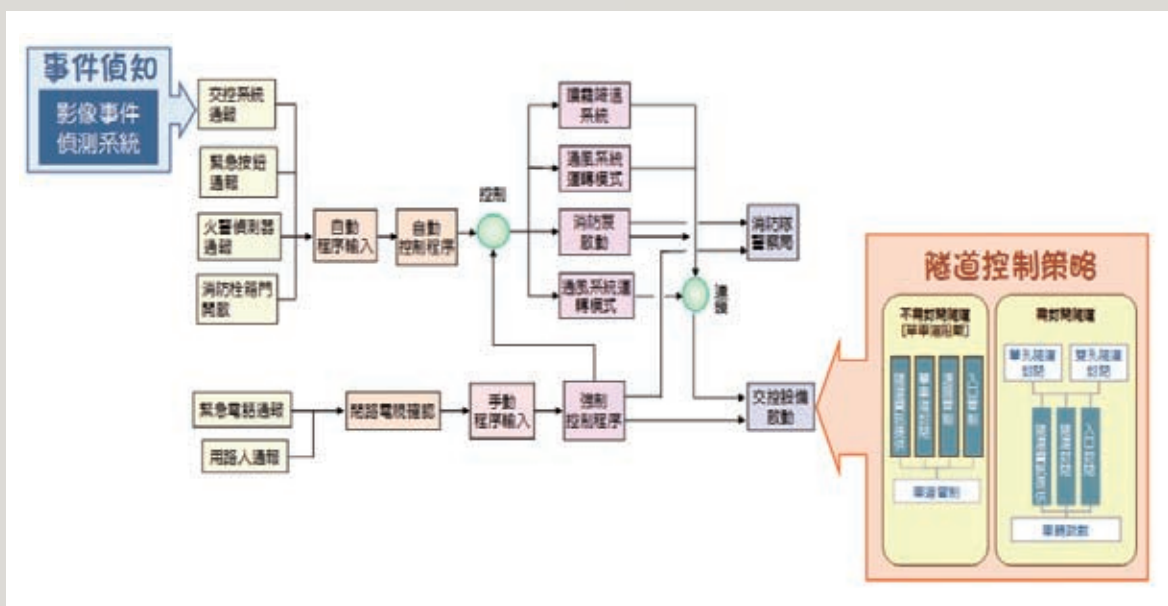 事件偵知
影像事件
偵測系統
交控系統
通報
緊急按鈕
通報
火警偵測器
通報
消防栓箱門
開啟
自動
程序輸入
自動
控制程序
控制
系統
通風系統
運轉模式
消防泵
啟動
通風系統運
轉模式
消防隊
警察局
緊急電話通報
用路人通報
閉路電視確認
手動
程序輸入
強制
控制程序
交控設備
啟動
隧道控制策略
不需封閉隧道
需封閉隧道
單孔隧道
封閉
雙孔隧道
封閉
車道管制